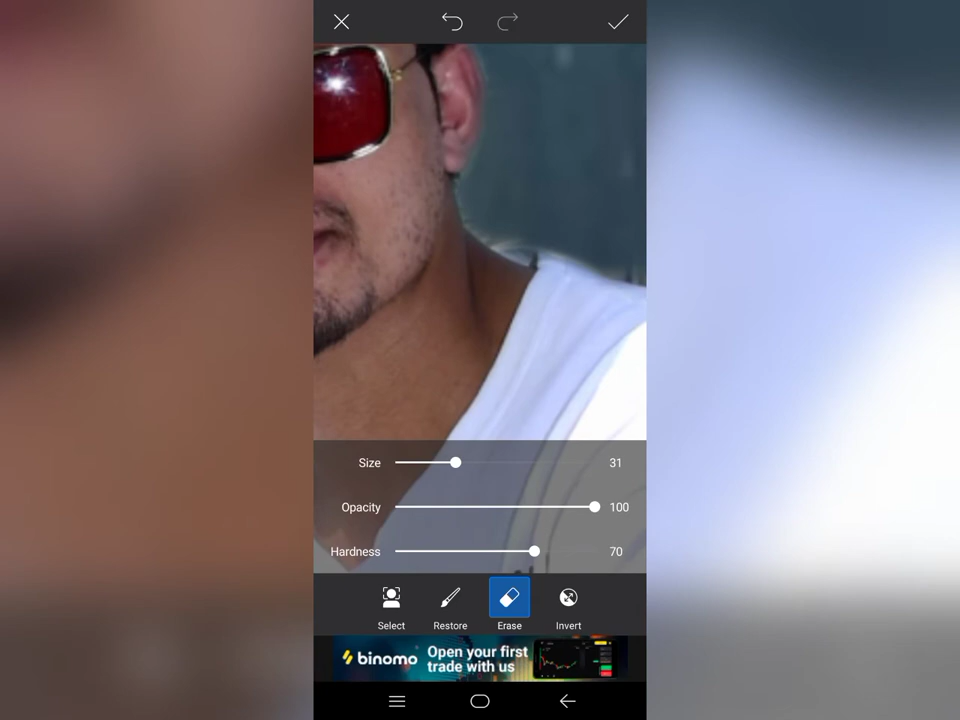 Size 31
Opacity 100
Hardness 70
Select Restore Erase Invert
binomo Open your first
trade with us